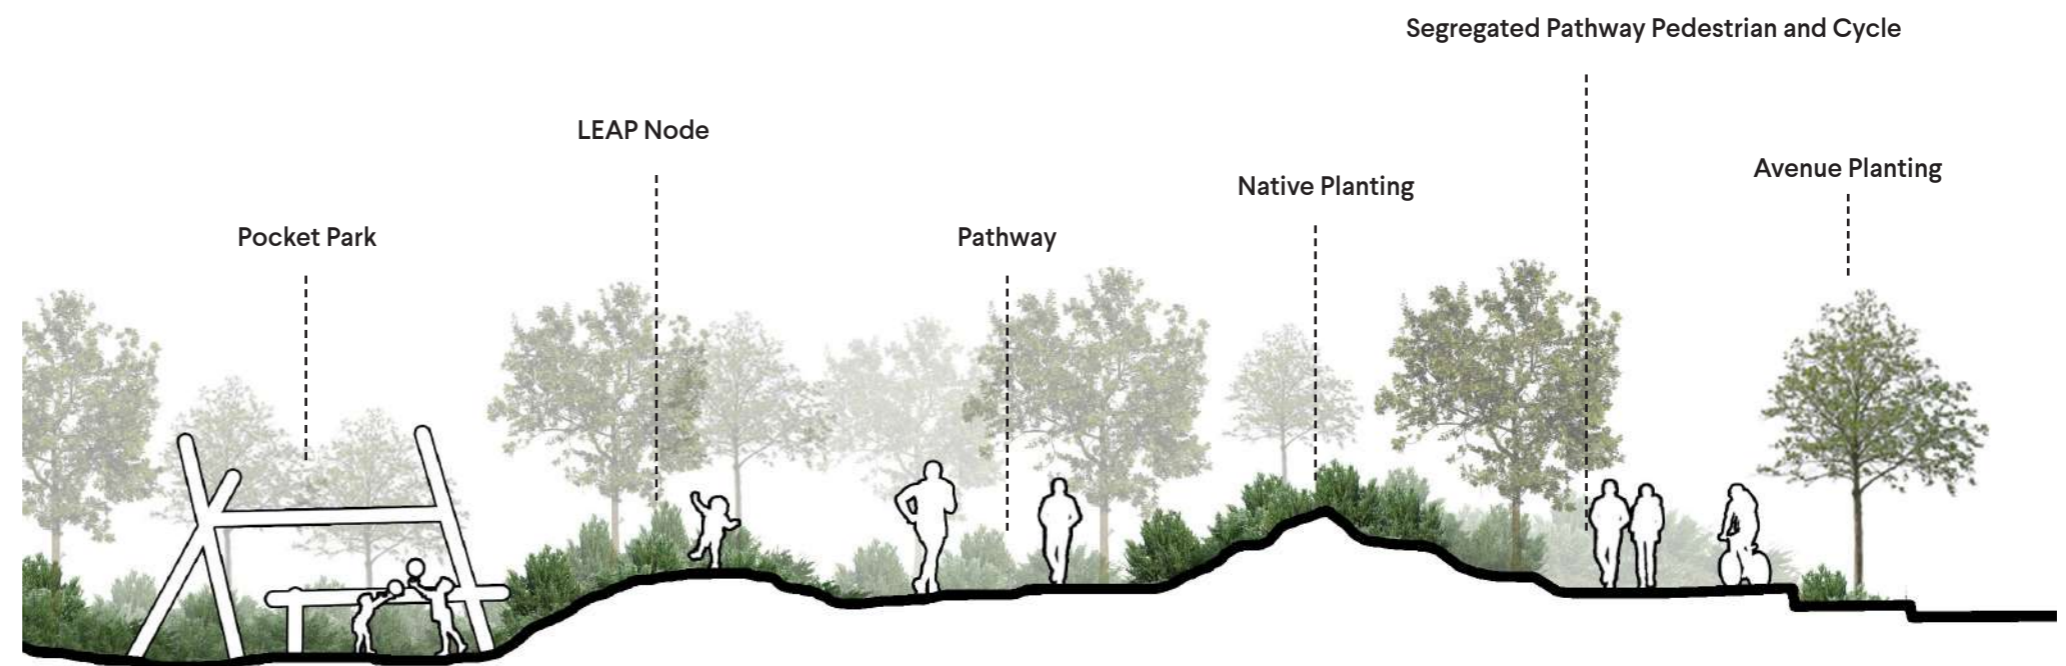 Segregated Pathway Pedestrian and Cycle
LEAP Node
Avenue Planting
Native Planting
Pocket Park
Pathway